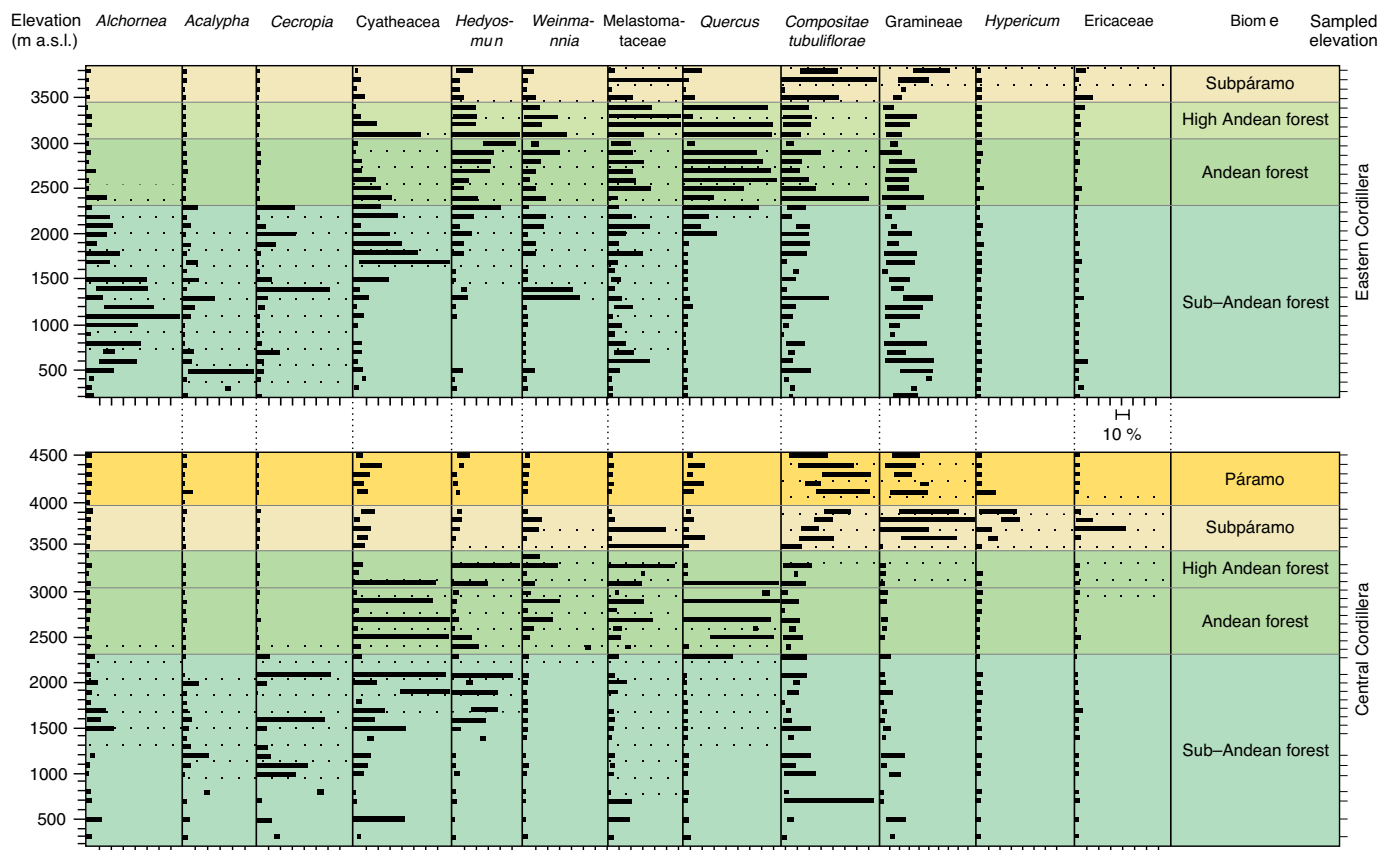 Elevation
(m a.s.l.)
Alchornea
Acalypha
Cecropia
Cyatheacea
Hedyos-
mun
Weinma-
nnia
Melastoma-
taceae
Quercus
Compositae
tubuliflorae
Gramineae
Hypericum
Ericaceae
Biome
Sampled
elevation
3500
3000
2500
2000
1500
1000
500
Subpáramo
High Andean forest
Andean forest
Sub–Andean forest
Eastern Cordillera
10 %
4500
4000
3500
3000
2500
2000
1500
1000
500
Páramo
Subpáramo
High Andean forest
Andean forest
Sub–Andean forest
Central Cordillera